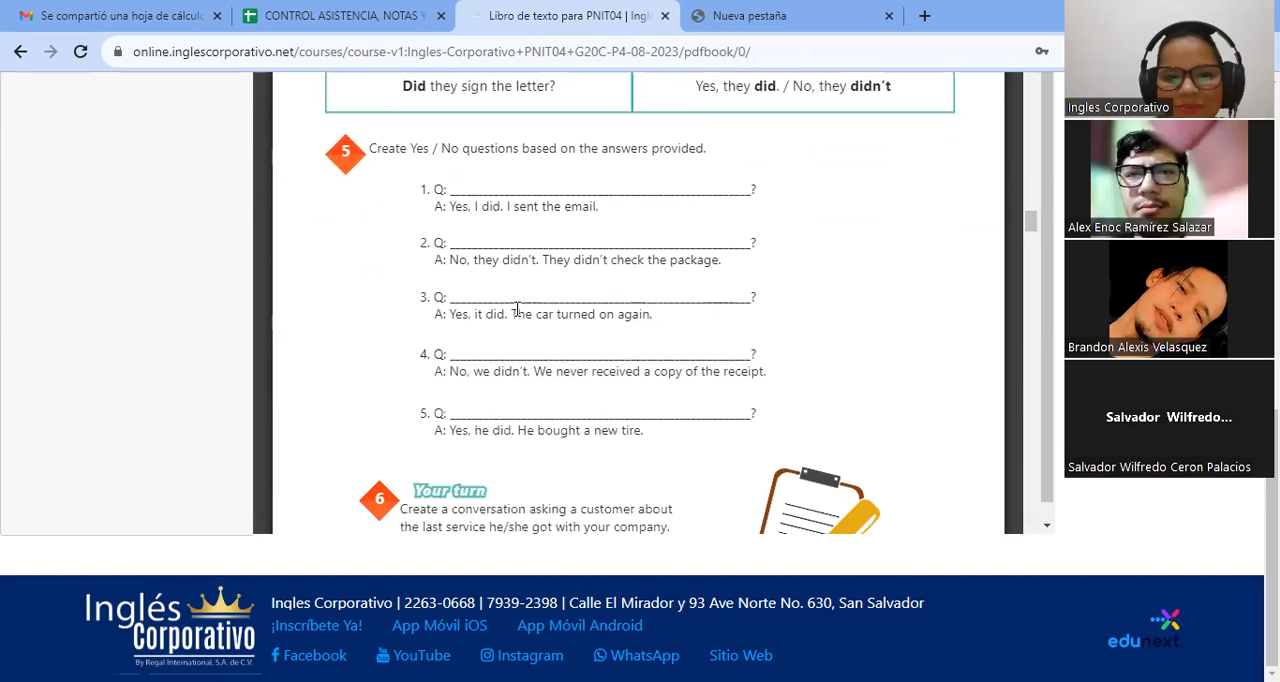 Se compartió una hoja de cálcul
CONTROL ASISTENCIA, NOTAS Y
Libro de texto para PNIT04 | Ingl
Nueva pestaña
online.inglescorporativo.net/courses/course-v1:Ingles-Corporativo+PNIT04+G20C-P4-08-2023/pdfbook/0/
Did they sign the letter?
Yes, they did. / No, they didn't
5 Create Yes / No questions based on the answers provided.
1. Q: ____________________?
A: Yes, I did. I sent the email.
2. Q: ____________________?
A: No, they didn't. They didn't check the package.
3. Q: ____________________?
A: Yes, it did. The car turned on again.
4. Q: ____________________?
A: No, we didn't. We never received a copy of the receipt.
5. Q: ____________________?
A: Yes, he did. He bought a new tire.
6 Your turn
Create a conversation asking a customer about
the last service he/she got with your company.
Ingles Corporativo
Alex Enoc Ramírez Salazar
Brandon Alexis Velasquez
Salvador Wilfredo...
Salvador Wilfredo Ceron Palacios
Inglés
Corporativo
By Regal International, S.A. de C.V.
Ingles Corporativo | 2263-0668 | 7939-2398 | Calle El Mirador y 93 Ave Norte No. 630, San Salvador
¡Inscríbete Ya! App Móvil iOS App Móvil Android
Facebook YouTube Instagram WhatsApp Sitio Web
edunext